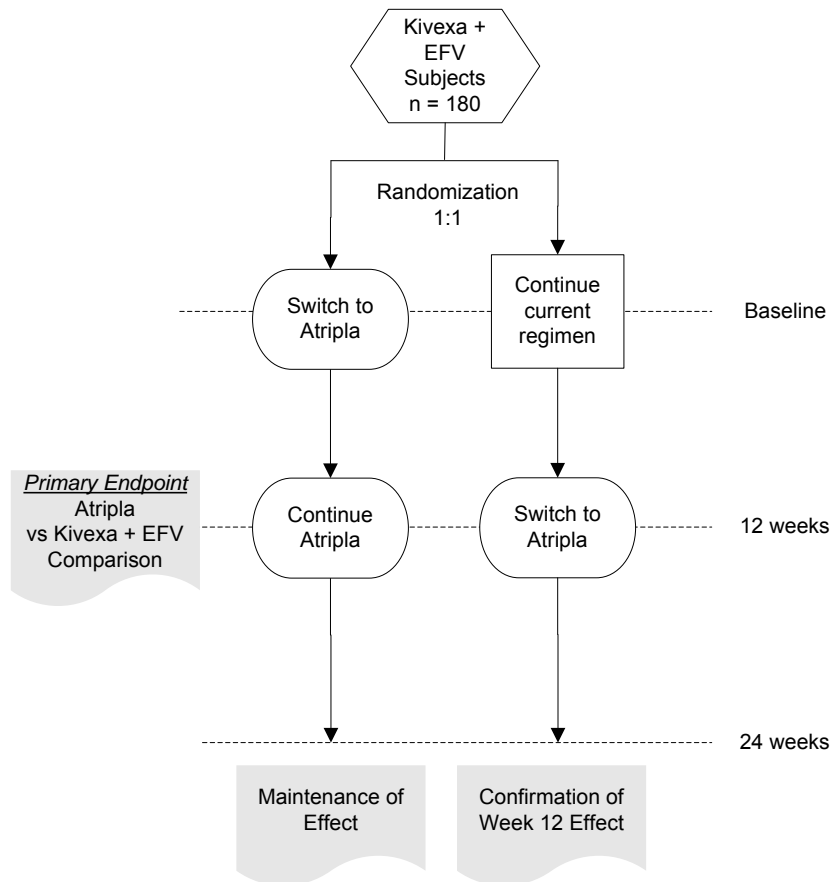 Kivexa +
EFV
Subjects
n = 180
Randomization
1:1
Switch to
Atripla
Continue
current
regimen
Baseline
Primary Endpoint
Atripla
vs Kivexa + EFV
Comparison
Continue
Atripla
Switch to
Atripla
12 weeks
24 weeks
Maintenance of
Effect
Confirmation of
Week 12 Effect